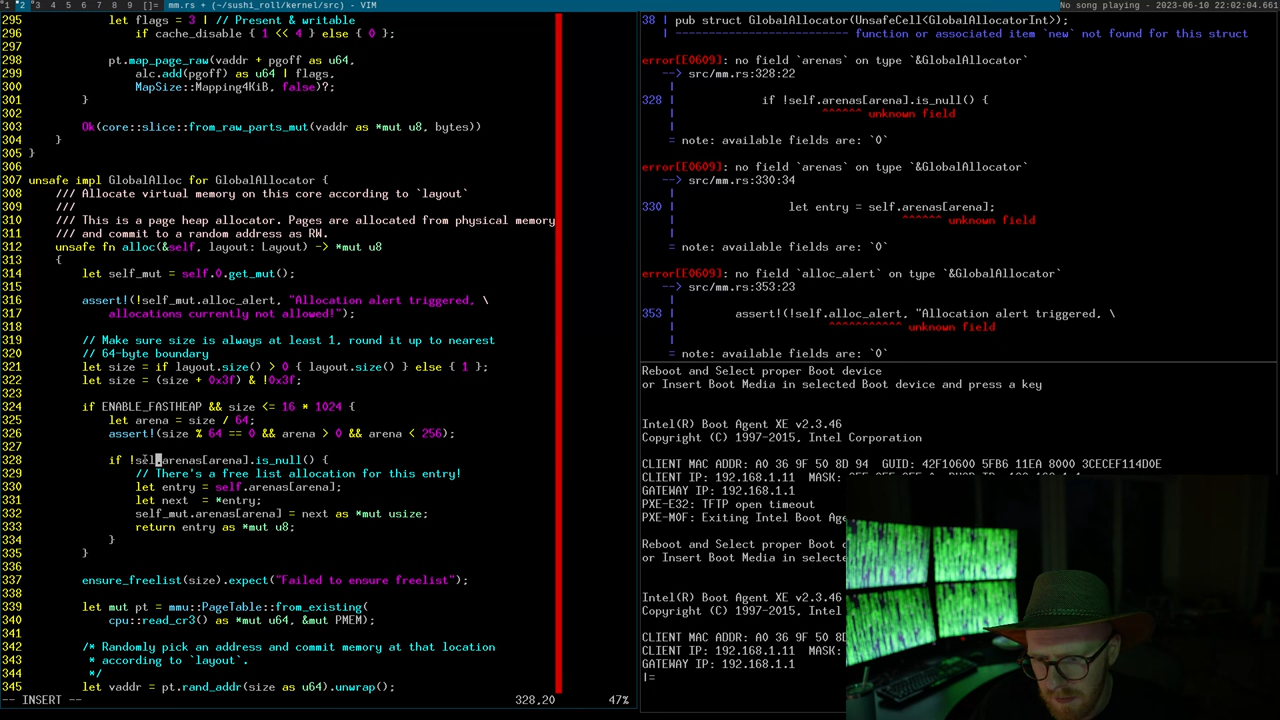 1 2 3 4 5 6 7 8 9 []= mm.rs + (~/sushi_roll/kernel/src) - VIM
No song playing - 2023-06-10 22:02:04.661
295 let flags = 3 | // Present & writable
296 if cache_disable { 1 << 4 } else { 0 };
297
298 pt.map_page_raw(vaddr + pgoff as u64,
299 alc.add(pgoff) as u64 | flags,
300 MapSize::Mapping4KiB, false)?;
301 }
302
303 Ok(core::slice::from_raw_parts_mut(vaddr as *mut u8, bytes))
304 }
305 }
306
307 unsafe impl GlobalAlloc for GlobalAllocator {
308 /// Allocate virtual memory on this core according to `layout`
309 ///
310 /// This is a page heap allocator. Pages are allocated from physical memory
311 /// and commit to a random address as RW.
312 unsafe fn alloc(&self, layout: Layout) -> *mut u8
313 {
314 let self_mut = self.0.get_mut();
315
316 assert!(!self_mut.alloc_alert, "Allocation alert triggered, \
317 allocations currently not allowed!");
318
319 // Make sure size is always at least 1, round it up to nearest
320 // 64-byte boundary
321 let size = if layout.size() > 0 { layout.size() } else { 1 };
322 let size = (size + 0x3f) & !0x3f;
323
324 if ENABLE_FASTHEAP && size <= 16 * 1024 {
325 let arena = size / 64;
326 assert!(size % 64 == 0 && arena > 0 && arena < 256);
327
328 if !sel.arenas[arena].is_null() {
329 // There's a free list allocation for this entry!
330 let entry = self.arenas[arena];
331 let next = *entry;
332 self_mut.arenas[arena] = next as *mut usize;
333 return entry as *mut u8;
334 }
335 }
336
337 ensure_freelist(size).expect("Failed to ensure freelist");
338
339 let mut pt = mmu::PageTable::from_existing(
340 cpu::read_cr3() as *mut u64, &mut PMEM);
341
342 /* Randomly pick an address and commit memory at that location
343 * according to `layout`.
344 */
345 let vaddr = pt.rand_addr(size as u64).unwrap();
-- INSERT -- 328,20 47%
38 | pub struct GlobalAllocator(UnsafeCell<GlobalAllocatorInt>);
| -------------------------- function or associated item `new` not found for this struct
error[E0609]: no field `arenas` on type `&GlobalAllocator`
--> src/mm.rs:328:22
|
328 | if !self.arenas[arena].is_null() {
| ^^^^^^ unknown field
|
= note: available fields are: `0`
error[E0609]: no field `arenas` on type `&GlobalAllocator`
--> src/mm.rs:330:34
|
330 | let entry = self.arenas[arena];
| ^^^^^^ unknown field
|
= note: available fields are: `0`
error[E0609]: no field `alloc_alert` on type `&GlobalAllocator`
--> src/mm.rs:353:23
|
353 | assert!(!self.alloc_alert, "Allocation alert triggered, \
| ^^^^^^^^^^^ unknown field
|
= note: available fields are: `0`
Reboot and Select proper Boot device
or Insert Boot Media in selected Boot device and press a key
Intel(R) Boot Agent XE v2.3.46
Copyright (C) 1997-2015, Intel Corporation
CLIENT MAC ADDR: A0 36 9F 50 8D 94 GUID: 42F10600 5FB6 11EA 8000 3CECEF114D0E
CLIENT IP: 192.168.1.11 MASK:
GATEWAY IP: 192.168.1.1
PXE-E32: TFTP open timeout
PXE-M0F: Exiting Intel Boot Age
Reboot and Select proper Boot
or Insert Boot Media in selecte
Intel(R) Boot Agent XE v2.3.46
Copyright (C) 1997-2015, Intel
CLIENT MAC ADDR: A0 36 9F 50 8D
CLIENT IP: 192.168.1.11 MASK:
GATEWAY IP: 192.168.1.1
|=